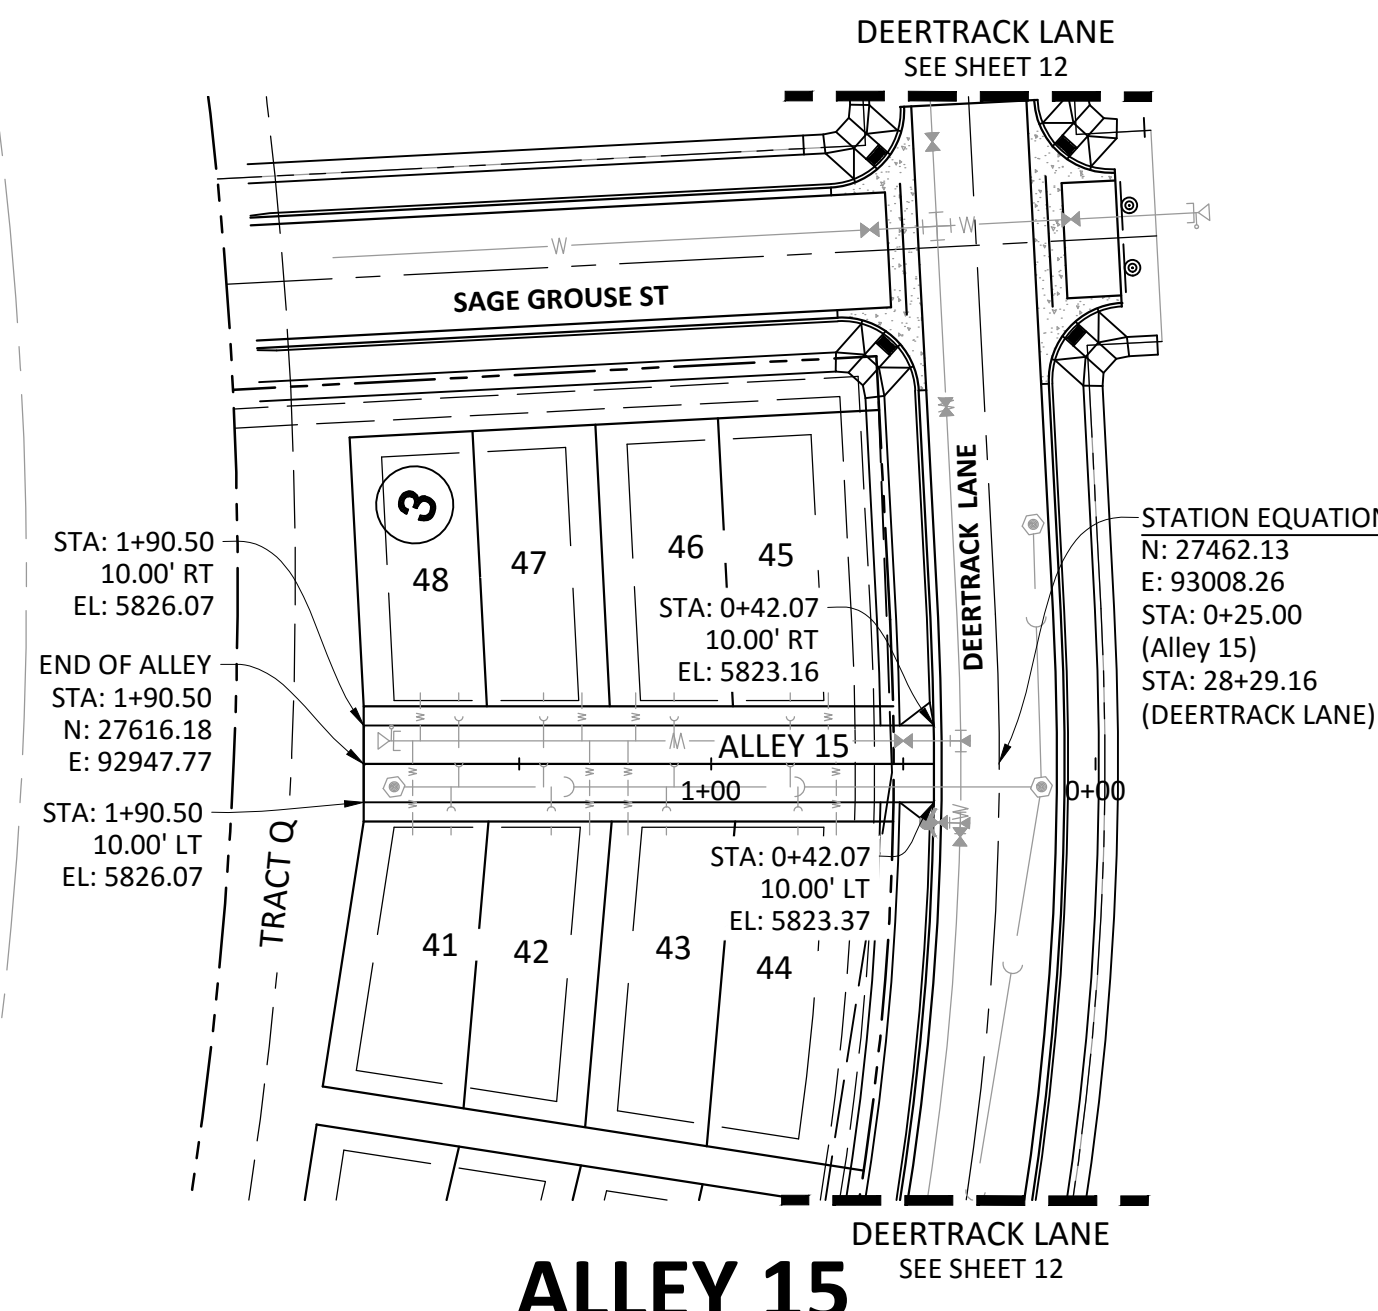 DEERTRACK LANE
SEE SHEET 12
W
W
SAGE GROUSE ST
DEERTRACK LANE
3
48
47
46
45
STA: 1+90.50
10.00' RT
EL: 5826.07
END OF ALLEY
STA: 1+90.50
N: 27616.18
E: 92947.77
STA: 1+90.50
10.00' LT
EL: 5826.07
STA: 0+42.07
10.00' RT
EL: 5823.16
STATION EQUATION
N: 27462.13
E: 93008.26
STA: 0+25.00
(Alley 15)
STA: 28+29.16
(DEERTRACK LANE)
ALLEY 15
1+00
0+00
STA: 0+42.07
10.00' LT
EL: 5823.37
TRACT Q
41
42
43
44
DEERTRACK LANE
SEE SHEET 12
ALLEY 15